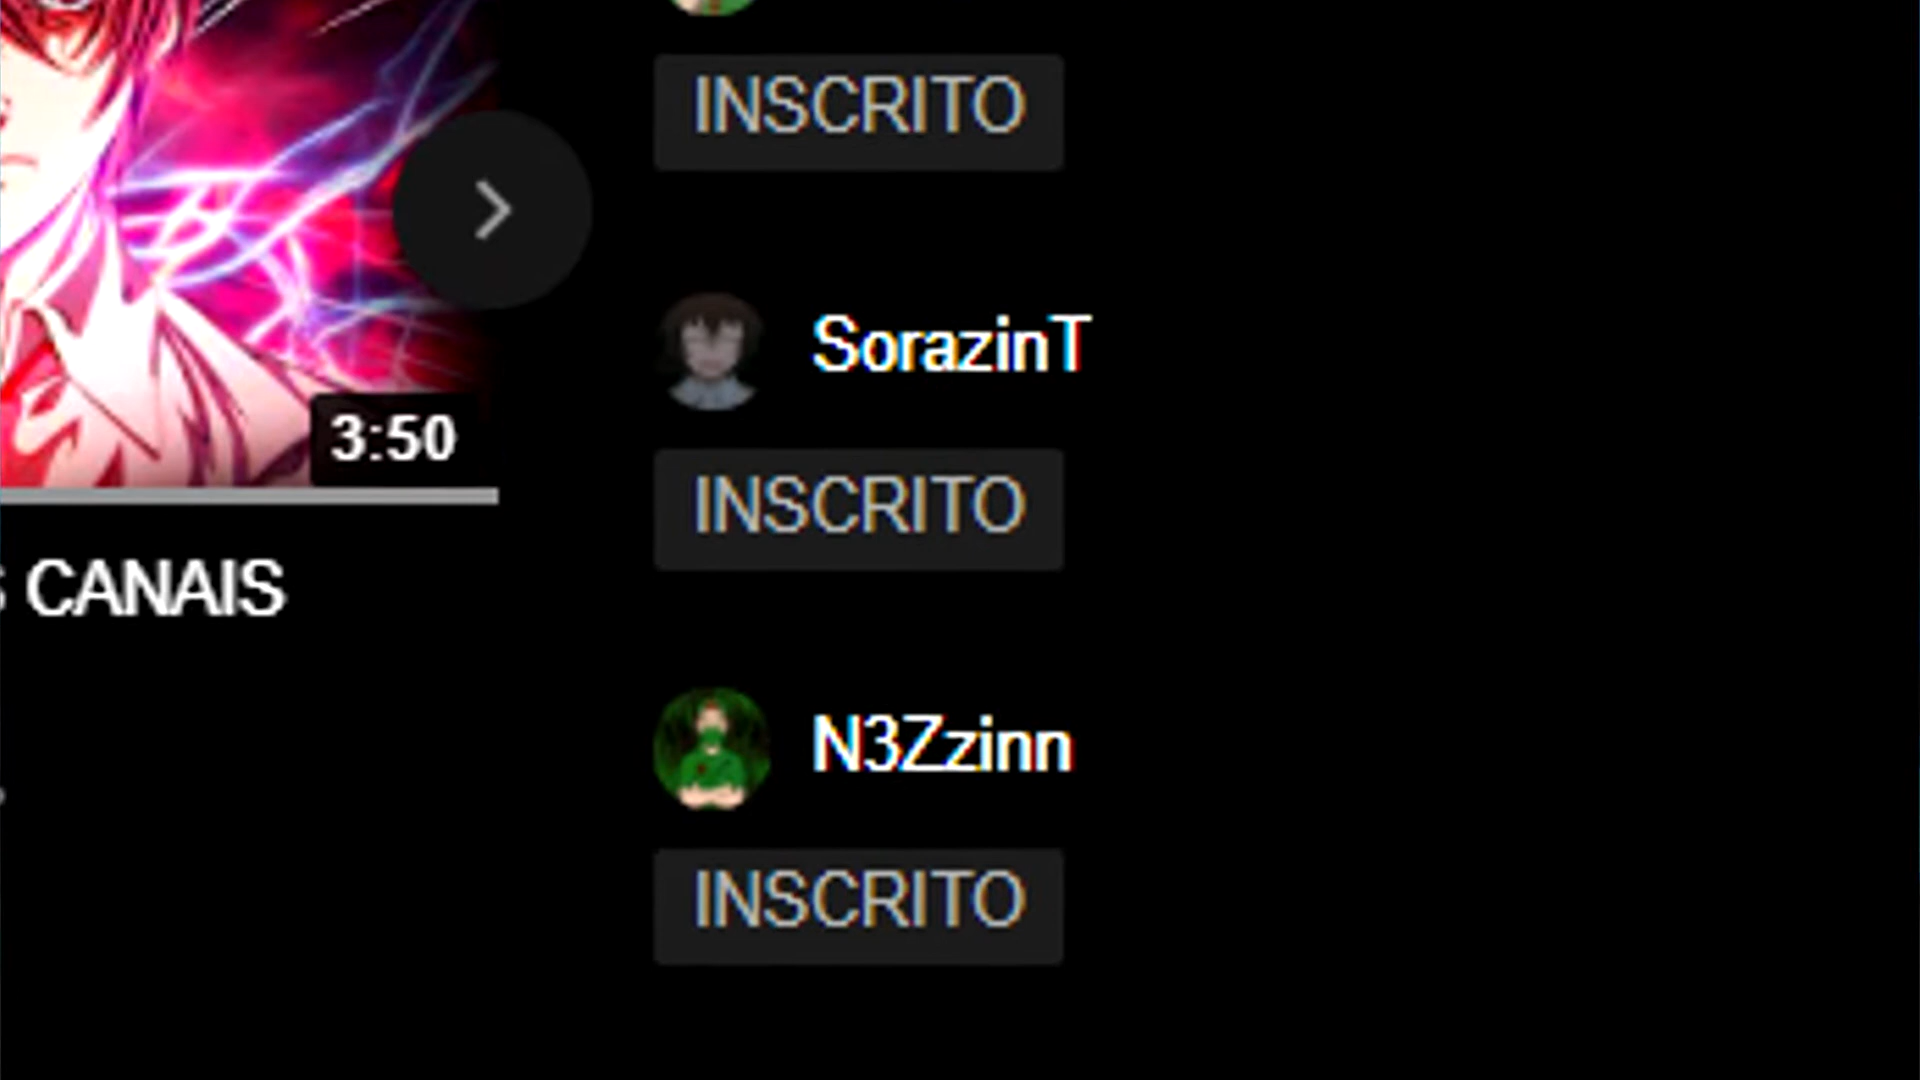 INSCRITO
SorazinT
3:50
INSCRITO
CANAIS
N3Zzinn
INSCRITO